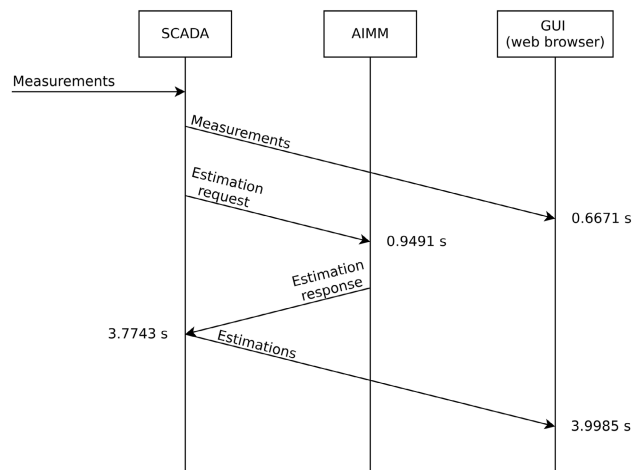 SCADA
AIMM
GUI
(web browser)
Measurements
Measurements
Estimation
request
0.6671 s
0.9491 s
Estimation
response
3.7743 s
Estimations
3.9985 s